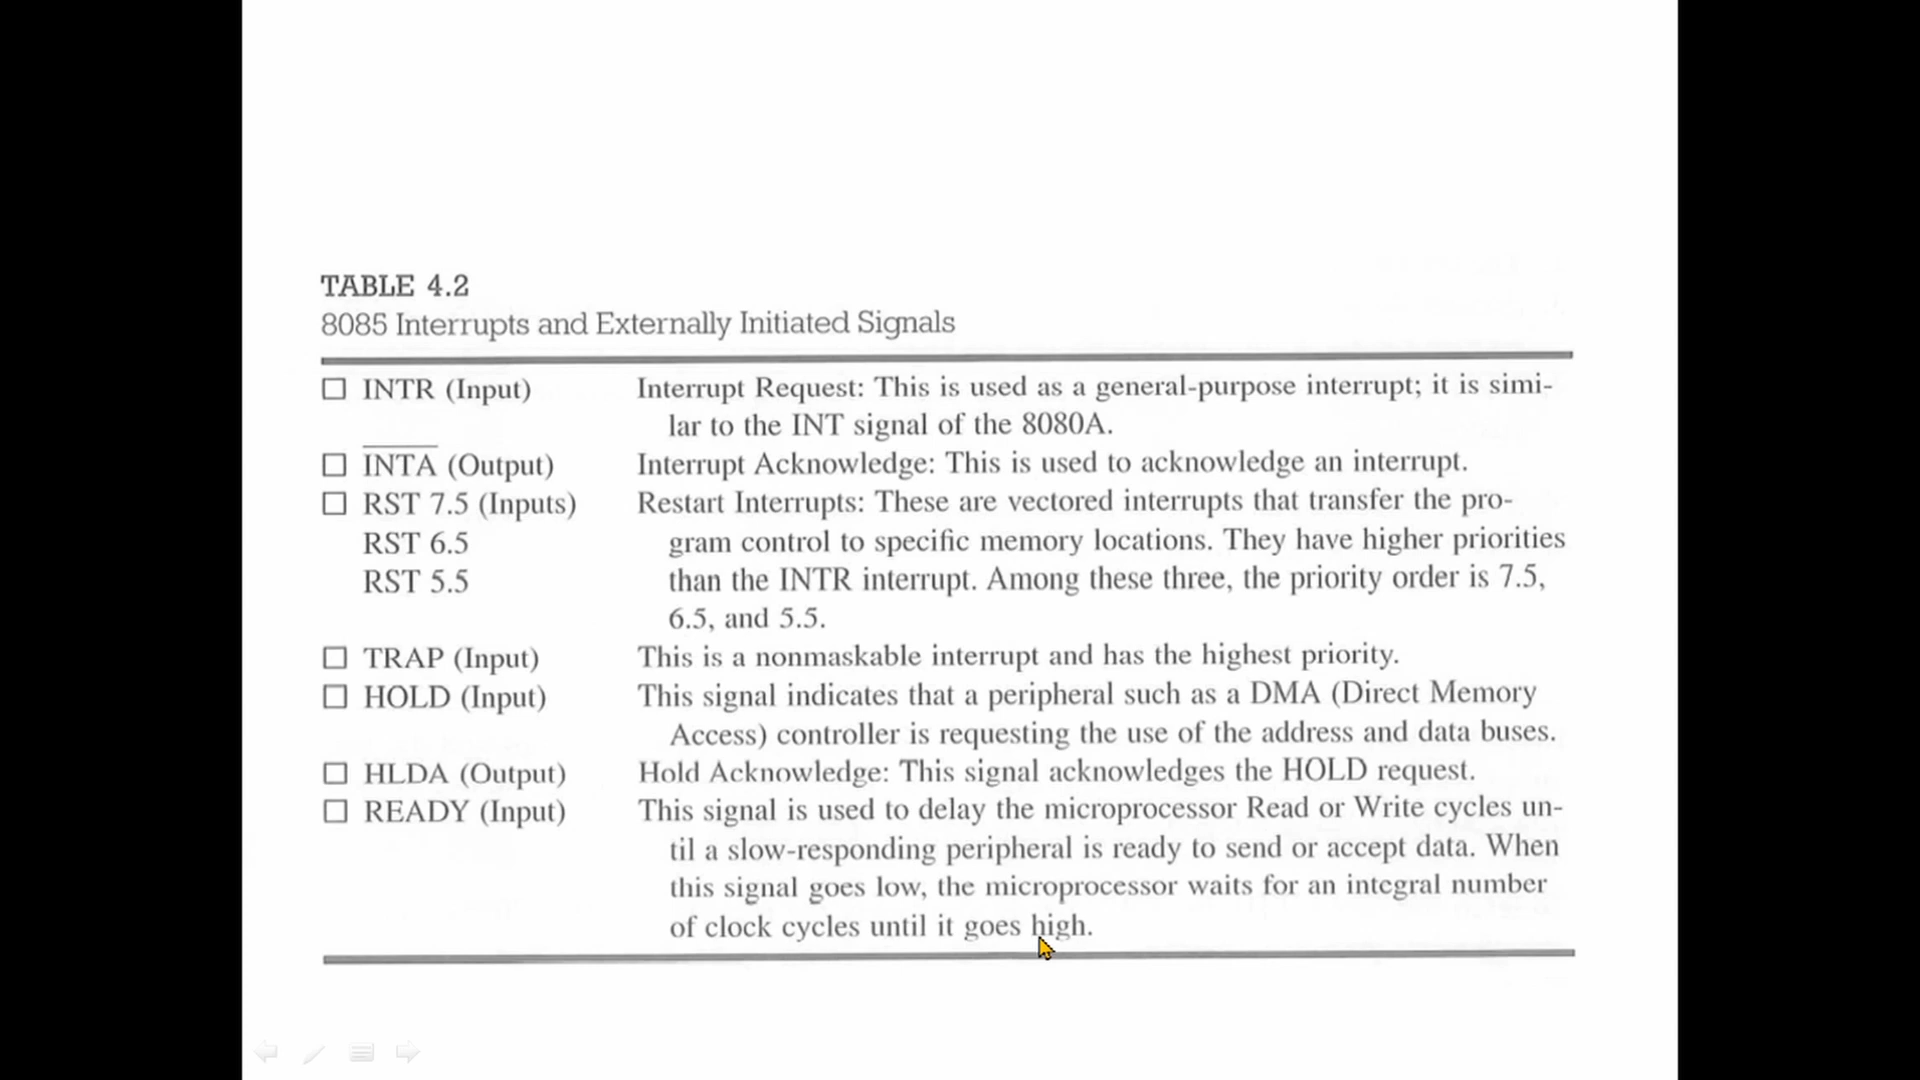 TABLE 4.2
8085 Interrupts and Externally Initiated Signals
☐ INTR (Input) Interrupt Request: This is used as a general-purpose interrupt; it is simi-
lar to the INT signal of the 8080A.
☐ I̅N̅T̅A̅ (Output) Interrupt Acknowledge: This is used to acknowledge an interrupt.
☐ RST 7.5 (Inputs) Restart Interrupts: These are vectored interrupts that transfer the pro-
RST 6.5 gram control to specific memory locations. They have higher priorities
RST 5.5 than the INTR interrupt. Among these three, the priority order is 7.5,
6.5, and 5.5.
☐ TRAP (Input) This is a nonmaskable interrupt and has the highest priority.
☐ HOLD (Input) This signal indicates that a peripheral such as a DMA (Direct Memory
Access) controller is requesting the use of the address and data buses.
☐ HLDA (Output) Hold Acknowledge: This signal acknowledges the HOLD request.
☐ READY (Input) This signal is used to delay the microprocessor Read or Write cycles un-
til a slow-responding peripheral is ready to send or accept data. When
this signal goes low, the microprocessor waits for an integral number
of clock cycles until it goes high.